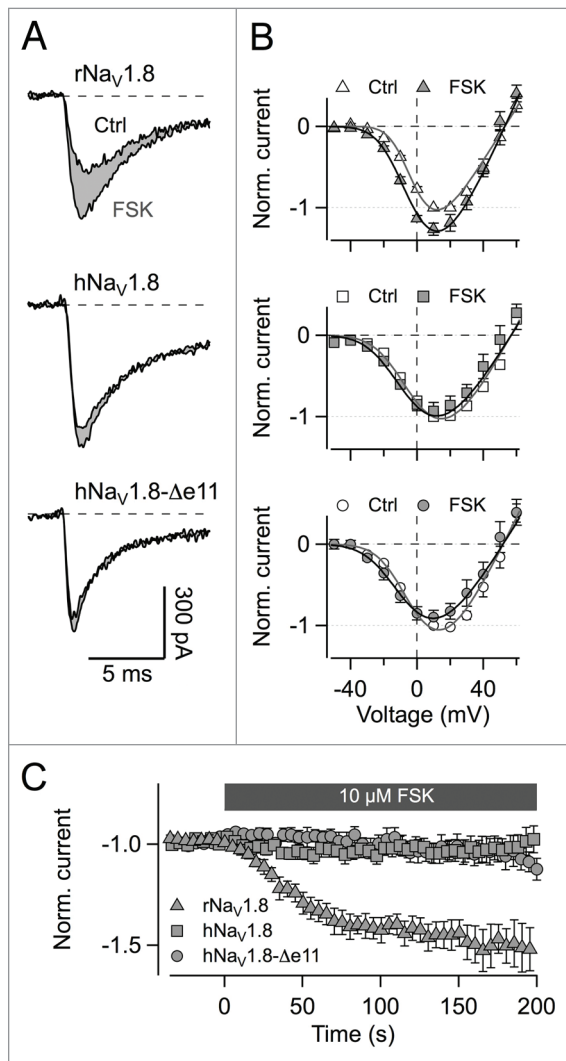 A
rNaV1.8
Ctrl
FSK
hNaV1.8
hNaV1.8-Δe11
300 pA
5 ms
B
Ctrl FSK
Norm. current
0
-1
Ctrl FSK
Norm. current
0
-1
Ctrl FSK
Norm. current
0
-1
-40 0 40
Voltage (mV)
C
10 µM FSK
Norm. current
-1.0
-1.5
rNaV1.8
hNaV1.8
hNaV1.8-Δe11
0 50 100 150 200
Time (s)